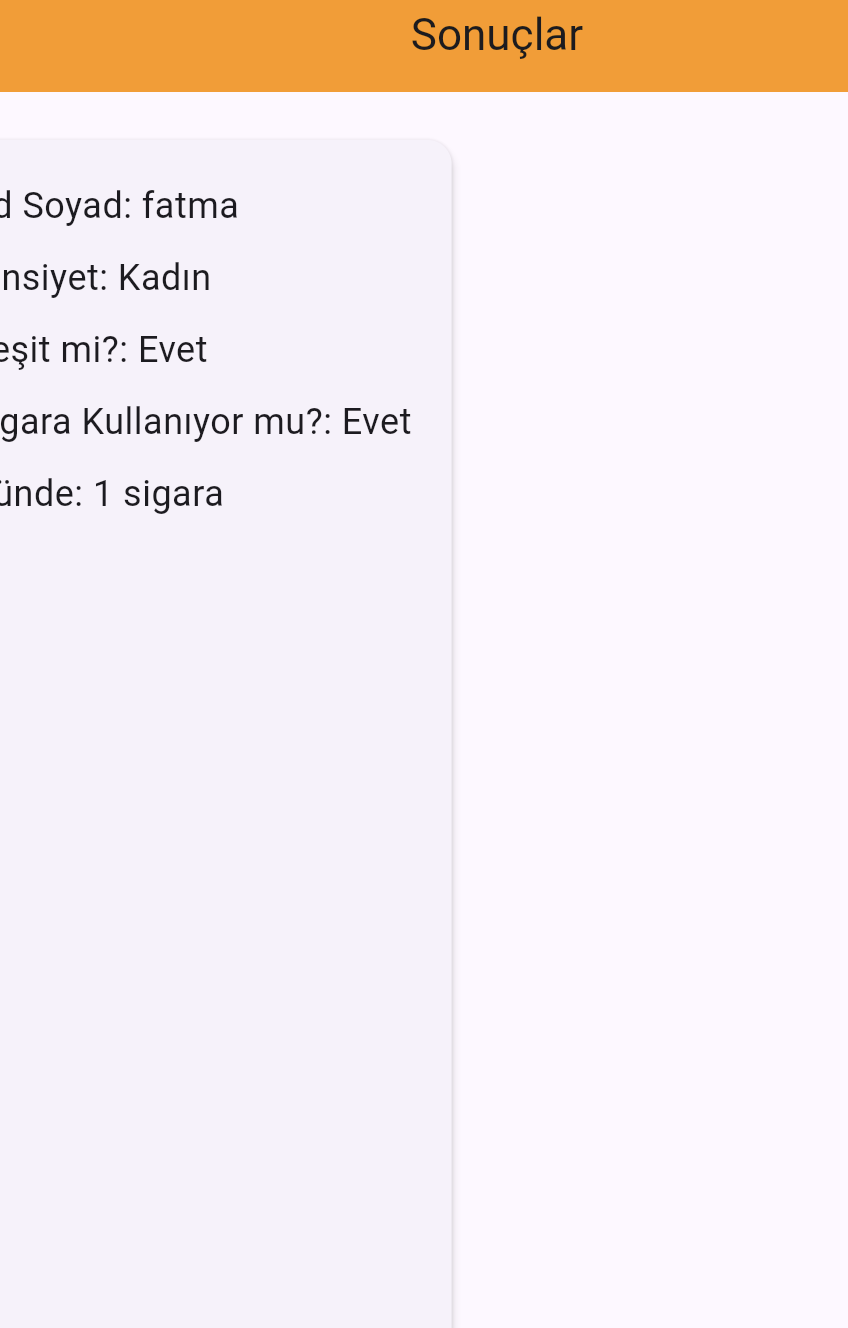 Sonuçlar
d Soyad: fatma
nsiyet: Kadın
eşit mi?: Evet
gara Kullanıyor mu?: Evet
ünde: 1 sigara